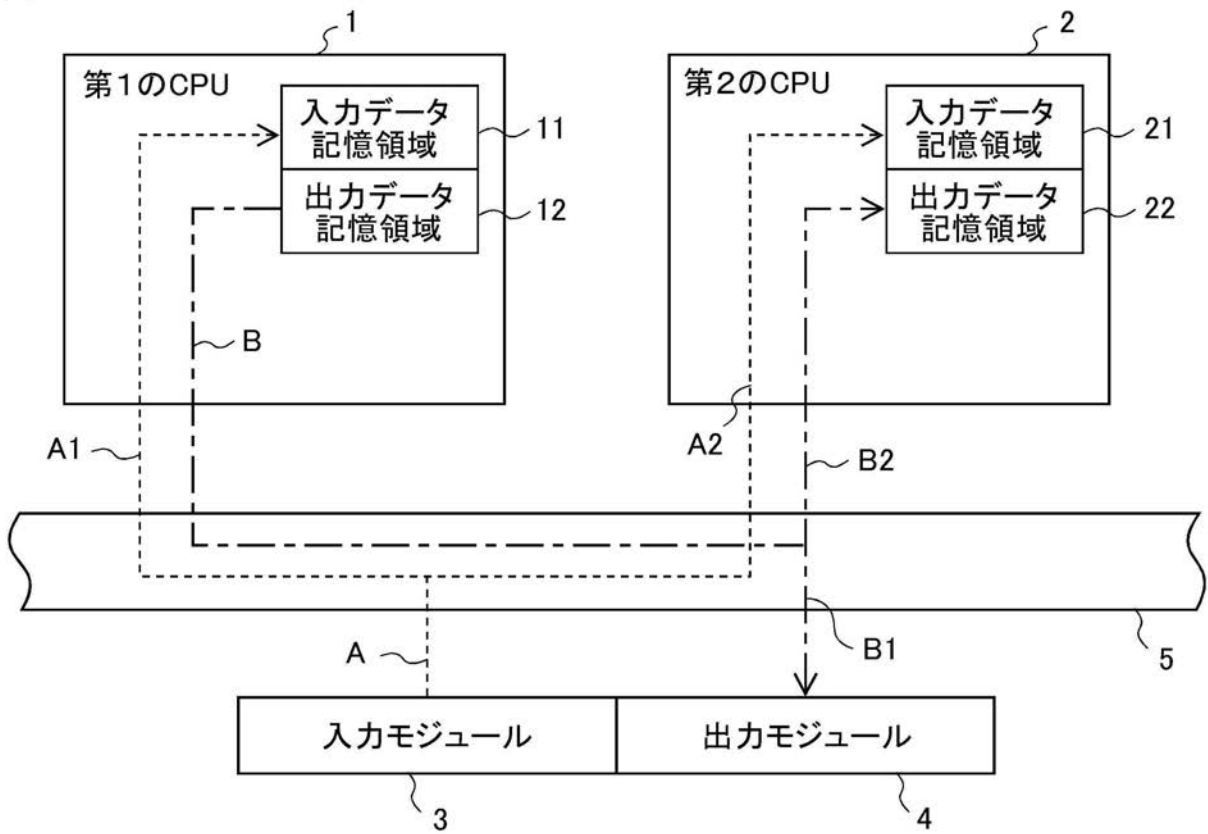 1
2
第1のCPU
入力データ
記憶領域
11
出力データ
記憶領域
12
第2のCPU
入力データ
記憶領域
21
出力データ
記憶領域
22
B
A1
A2
B2
A
B1
5
入力モジュール
出力モジュール
3
4